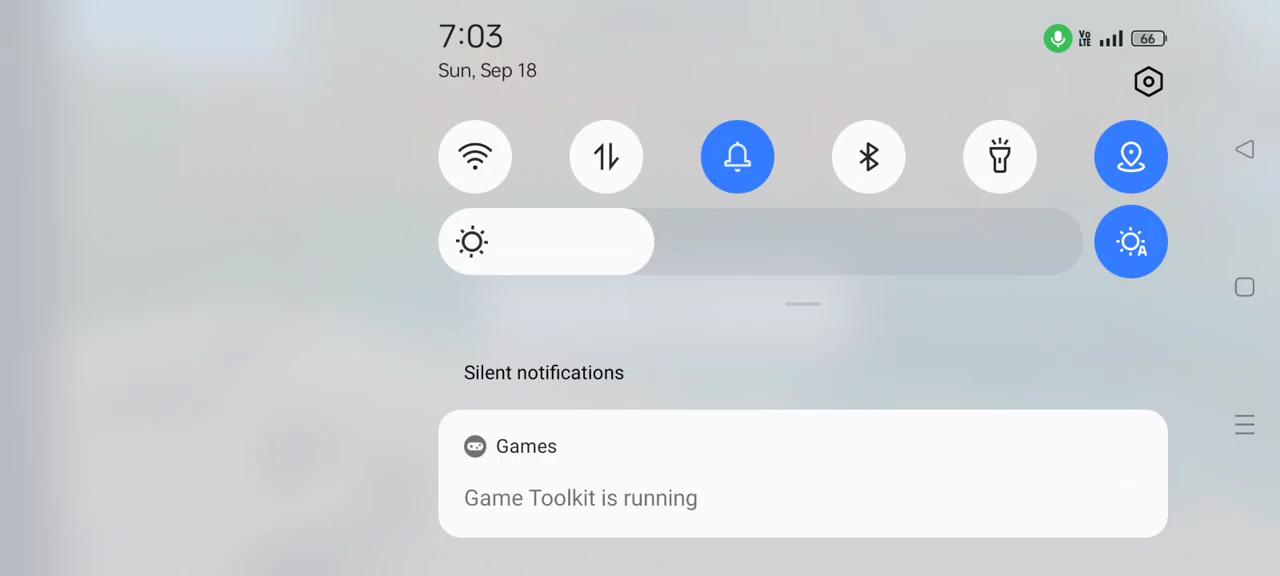 7:03
Sun, Sep 18
Vo
LTE
66
A
Silent notifications
Games
Game Toolkit is running